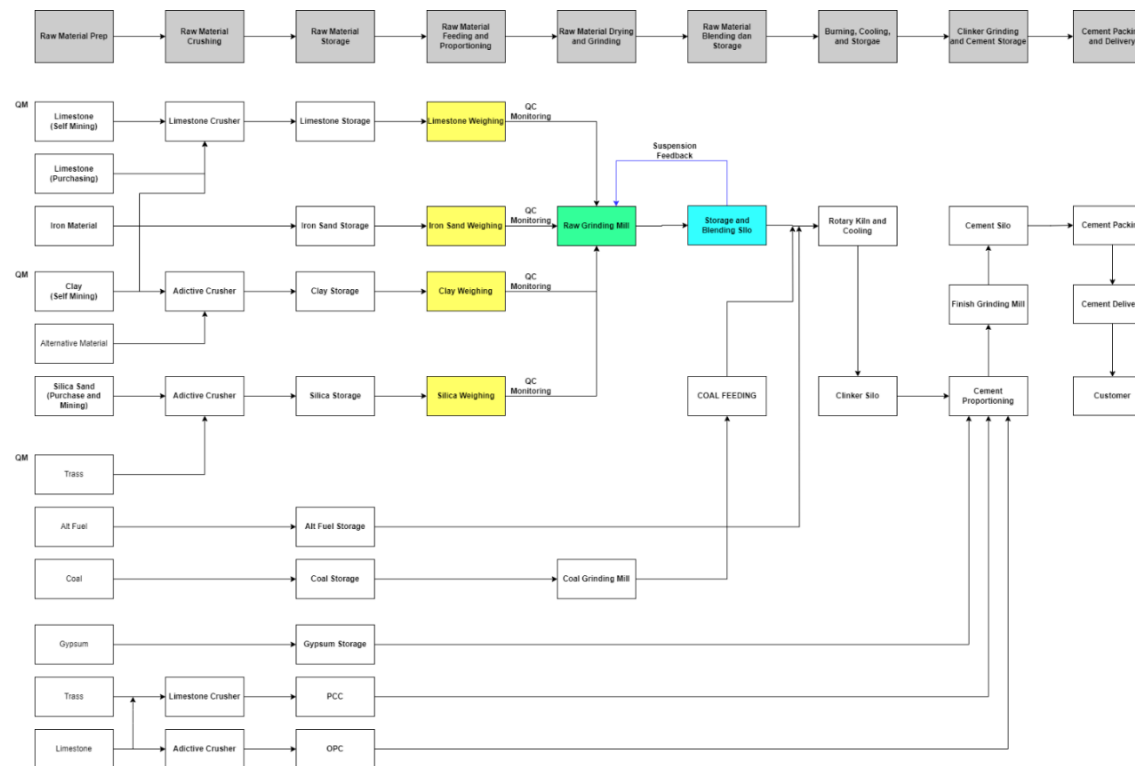 Raw Material Prep
Raw Material
Crushing
Raw Material
Storage
Raw Material
Feeding and
Proportioning
Raw Material Drying
and Grinding
Raw Material
Blending dan
Storage
Burning, Cooling,
and Storgae
Clinker Grinding
and Cement Storage
Cement Packin
and Delivery
QM
Limestone
(Self Mining)
Limestone Crusher
Limestone Storage
Limestone Weighing
QC
Monitoring
Limestone
(Purchasing)
Suspension
Feedback
Iron Material
Iron Sand Storage
Iron Sand Weighing
QC
Monitoring
Raw Grinding Mill
Storage and
Blending SIlo
Rotary Kiln and
Cooling
Cement Silo
Cement Packin
QM
Clay
(Self Mining)
Adictive Crusher
Clay Storage
Clay Weighing
QC
Monitoring
Finish Grinding Mill
Cement Delive
Alternative Material
Silica Sand
(Purchase and
Mining)
Adictive Crusher
Silica Storage
Silica Weighing
QC
Monitoring
COAL FEEDING
Clinker Silo
Cement
Proportioning
Customer
QM
Trass
Alt Fuel
Alt Fuel Storage
Coal
Coal Storage
Coal Grinding Mill
Gypsum
Gypsum Storage
Trass
Limestone Crusher
PCC
Limestone
Adictive Crusher
OPC